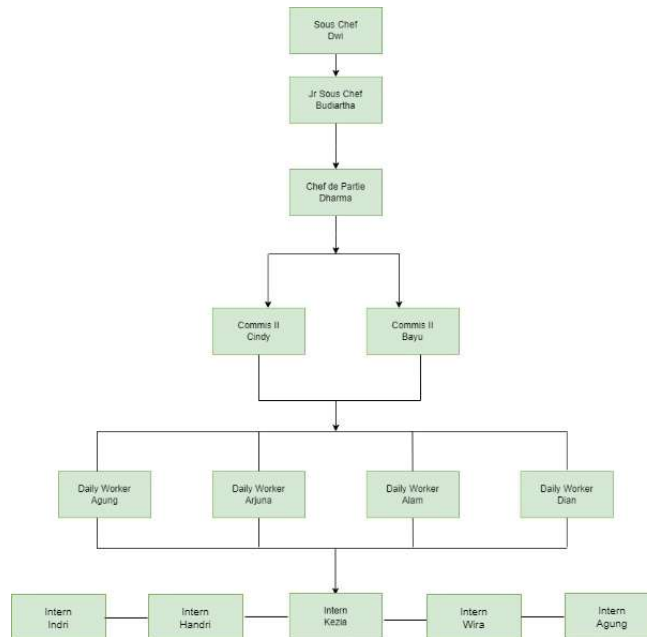 Sous Chef
Dwi
Jr Sous Chef
Budiartha
Chef de Partie
Dharma
Commis II
Cindy
Commis II
Bayu
Daily Worker
Agung
Daily Worker
Arjuna
Daily Worker
Alam
Daily Worker
Dian
Intern
Indri
Intern
Handri
Intern
Kezia
Intern
Wira
Intern
Agung